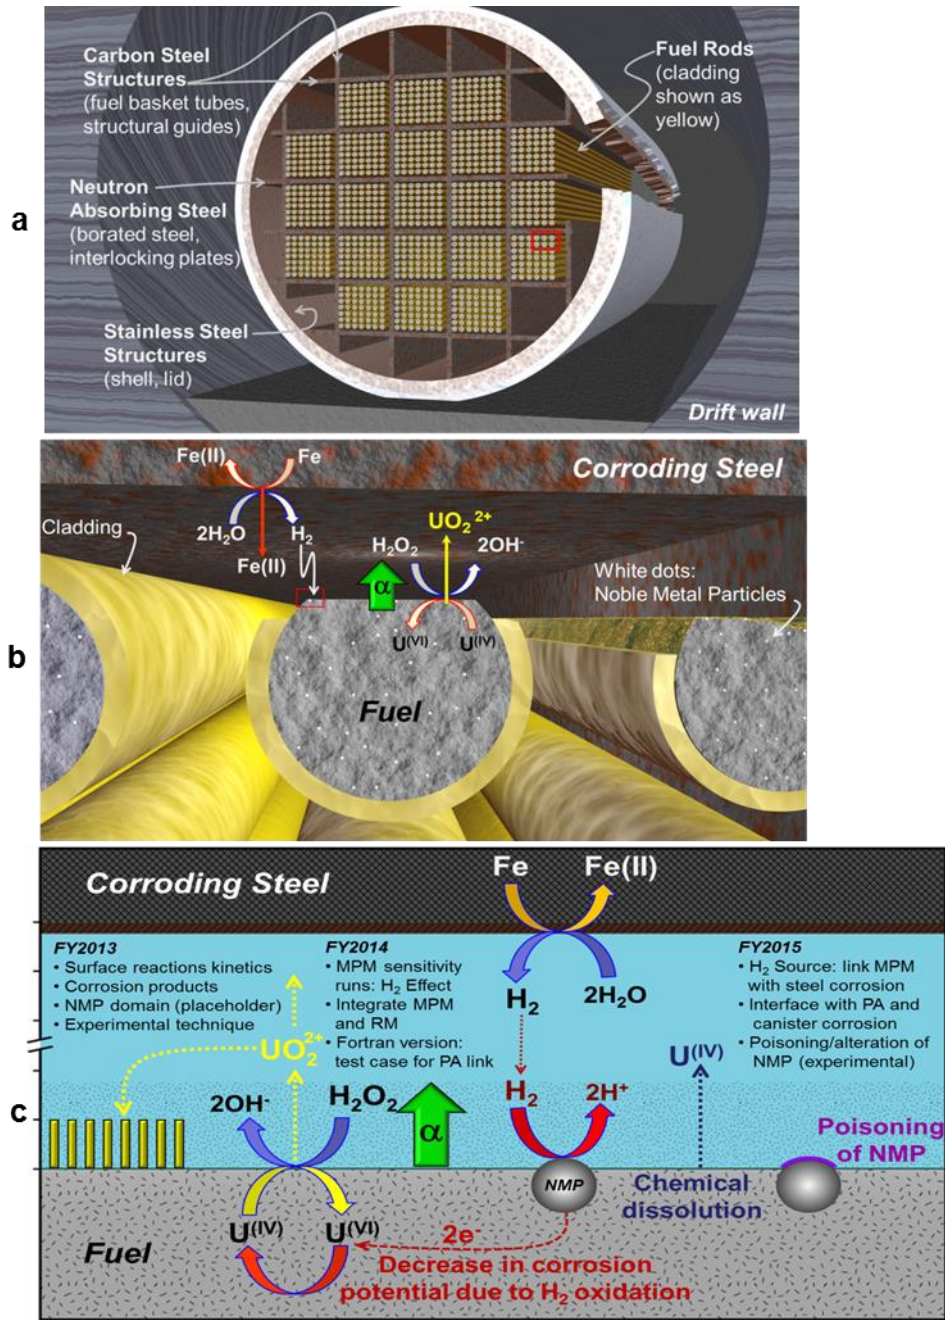 Carbon Steel
Structures
(fuel basket tubes,
structural guides)
Fuel Rods
(cladding
shown as
yellow)
Neutron
Absorbing Steel
(borated steel,
interlocking plates)
a
Stainless Steel
Structures
(shell, lid)
Drift wall
Fe(II)
Fe
Corroding Steel
Cladding
2H₂O
H₂
Fe(II)
UO₂ ²⁺
H₂O₂
2OH⁻
α
White dots:
Noble Metal Particles
U(VI)
U(IV)
b
Fuel
Corroding Steel
Fe
Fe(II)
FY2013
• Surface reactions kinetics
• Corrosion products
• NMP domain (placeholder)
• Experimental technique
FY2014
• MPM sensitivity
runs: H₂ Effect
• Integrate MPM
and RM
• Fortran version:
test case for PA link
FY2015
• H₂ Source: link MPM
with steel corrosion
• Interface with PA and
canister corrosion
• Poisoning/alteration of
NMP (experimental)
H₂
2H₂O
UO₂²⁺
U(IV)
c
2OH⁻
H₂O₂
α
H₂
2H⁺
Poisoning
of NMP
NMP
Chemical
dissolution
U(IV)
U(VI)
2e⁻
Fuel
Decrease in corrosion
potential due to H₂ oxidation